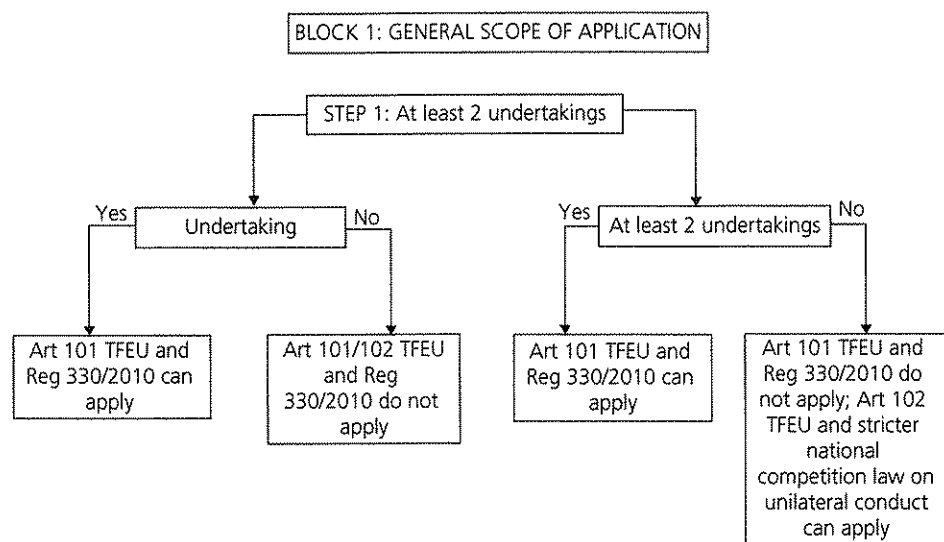 BLOCK 1: GENERAL SCOPE OF APPLICATION
STEP 1: At least 2 undertakings
Yes
Undertaking
No
Yes
At least 2 undertakings
No
Art 101 TFEU and
Reg 330/2010 can
apply
Art 101/102 TFEU
and Reg
330/2010 do not
apply
Art 101 TFEU and
Reg 330/2010 can
apply
Art 101 TFEU and
Reg 330/2010 do
not apply; Art 102
TFEU and stricter
national
competition law on
unilateral conduct
can apply